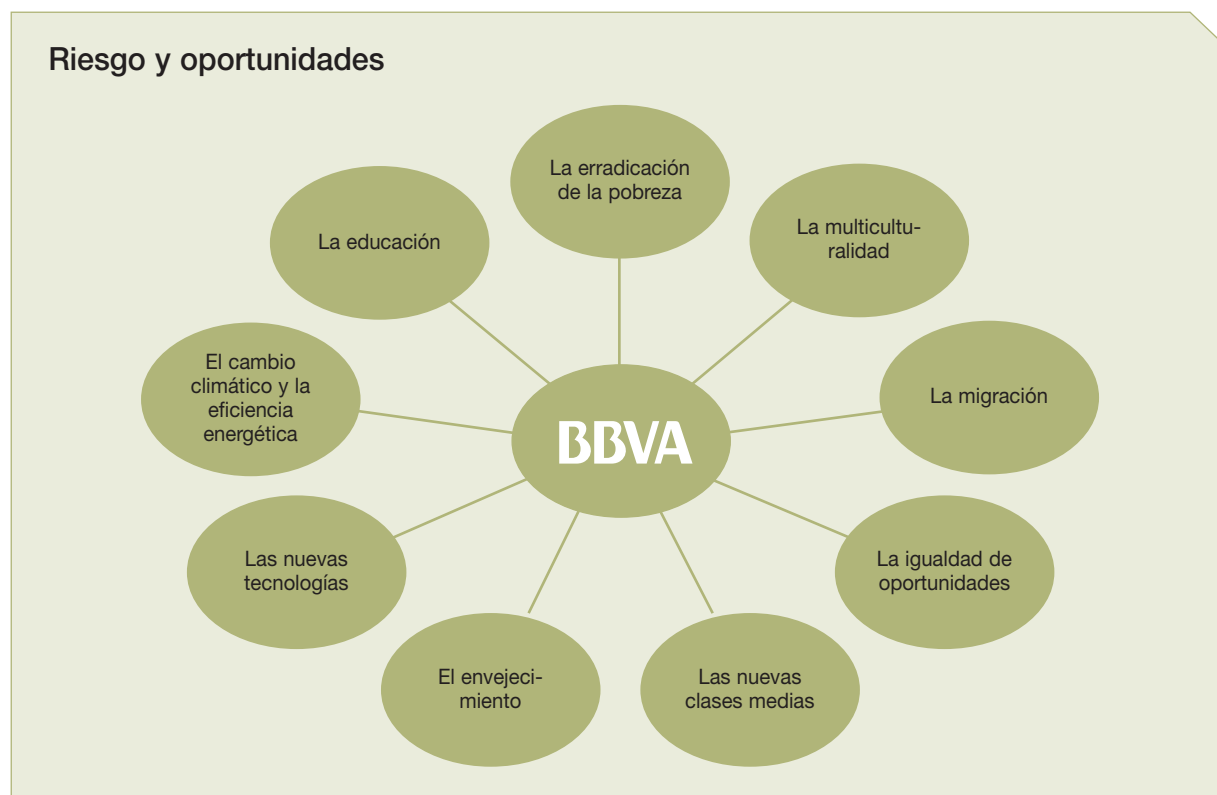 Riesgo y oportunidades
La erradicación
de la pobreza
La multicultu-
ralidad
La educación
La migración
El cambio
climático y la
eficiencia
energética
BBVA
La igualdad de
oportunidades
Las nuevas
tecnologías
El envejeci-
miento
Las nuevas
clases medias